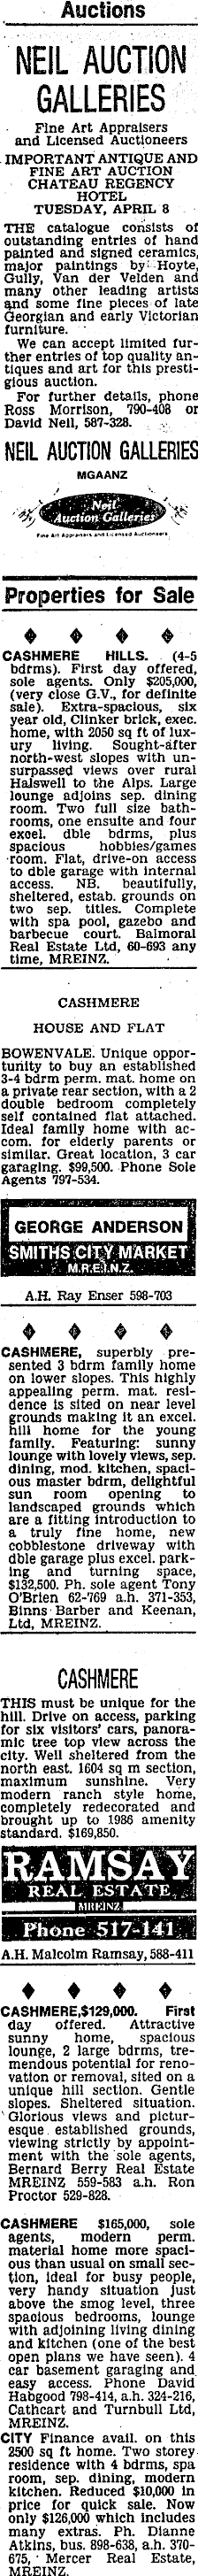 Auctions
NEIL AUCTION
GALLERIES
Fine Art Appraisers
and Licensed Auctioneers
IMPORTANT ANTIQUE AND
FINE ART AUCTION
CHATEAU REGENCY
HOTEL
TUESDAY, APRIL 8
THE catalogue consists of
outstanding entries of hand
painted and signed ceramics,
major paintings by Hoyte,
Gully, Van der Velden and
many other leading artists
and some fine pieces of late
Georgian and early Victorian
furniture.
We can accept limited fur-
ther entries of top quality an-
tiques and art for this presti-
gious auction.
For further details, phone
Ross Morrison, 790-408 or
David Neil, 587-328.
NEIL AUCTION GALLERIES
MGAANZ
Neil
Auction Galleries
Fine Art Appraisers and Licensed Auctioneers
Properties for Sale
CASHMERE HILLS. (4-5
bdrms). First day offered,
sole agents. Only $205,000,
(very close G.V., for definite
sale). Extra-spacious, six
year old, Clinker brick, exec.
home, with 2050 sq ft of lux-
ury living. Sought-after
north-west slopes with un-
surpassed views over rural
Halswell to the Alps. Large
lounge adjoins sep. dining
room. Two full size bath-
rooms, one ensuite and four
excel. dble bdrms, plus
spacious hobbies/games
room. Flat, drive-on access
to dble garage with internal
access. NB. beautifully,
sheltered, estab. grounds on
two sep. titles. Complete
with spa pool, gazebo and
barbecue court. Balmoral
Real Estate Ltd, 60-693 any
time, MREINZ.
CASHMERE
HOUSE AND FLAT
BOWENVALE. Unique oppor-
tunity to buy an established
3-4 bdrm perm. mat. home on
a private rear section, with a 2
double bedroom completely
self contained flat attached.
Ideal family home with ac-
com. for elderly parents or
similar. Great location, 3 car
garaging. $99,500. Phone Sole
Agents 797-534.
GEORGE ANDERSON
SMITHS CITY MARKET
M.R.E.I.N.Z.
A.H. Ray Enser 598-703
CASHMERE, superbly pre-
sented 3 bdrm family home
on lower slopes. This highly
appealing perm. mat. resi-
dence is sited on near level
grounds making it an excel.
hill home for the young
family. Featuring: sunny
lounge with lovely views, sep.
dining, mod. kitchen, spaci-
ous master bdrm, delightful
sun room opening to
landscaped grounds which
are a fitting introduction to
a truly fine home, new
cobblestone driveway with
dble garage plus excel. park-
ing and turning space,
$132,500. Ph. sole agent Tony
O'Brien 62-769 a.h. 371-353,
Binns Barber and Keenan,
Ltd, MREINZ.
CASHMERE
THIS must be unique for the
hill. Drive on access, parking
for six visitors' cars, panora-
mic tree top view across the
city. Well sheltered from the
north east. 1604 sq m section,
maximum sunshine. Very
modern ranch style home,
completely redecorated and
brought up to 1986 amenity
standard. $169,850.
RAMSAY
REAL ESTATE
MREINZ
Phone 517-141
A.H. Malcolm Ramsay, 588-411
CASHMERE, $129,000. First
day offered. Attractive
sunny home, spacious
lounge, 2 large bdrms, tre-
mendous potential for reno-
vation or removal, sited on a
unique hill section. Gentle
slopes. Sheltered situation.
Glorious views and pictur-
esque established grounds,
viewing strictly by appoint-
ment with the sole agents,
Bernard Berry Real Estate
MREINZ 559-583 a.h. Ron
Proctor 529-828.
CASHMERE $165,000, sole
agents, modern perm.
material home more spaci-
ous than usual on small sec-
tion, ideal for busy people,
very handy situation just
above the smog level, three
spacious bedrooms, lounge
with adjoining living dining
and kitchen (one of the best
open plans we have seen). 4
car basement garaging and
easy access. Phone David
Habgood 798-414, a.h. 324-216,
Cathcart and Turnbull Ltd,
MREINZ.
CITY Finance avail. on this
2500 sq ft home. Two storey
residence with 4 bdrms, spa
room, sep. dining, modern
kitchen. Reduced $10,000 in
price for quick sale. Now
only $126,000 which includes
many extras. Ph. Dianne
Atkins, bus. 898-638, a.h. 370-
675, Mercer Real Estate,
MREINZ.